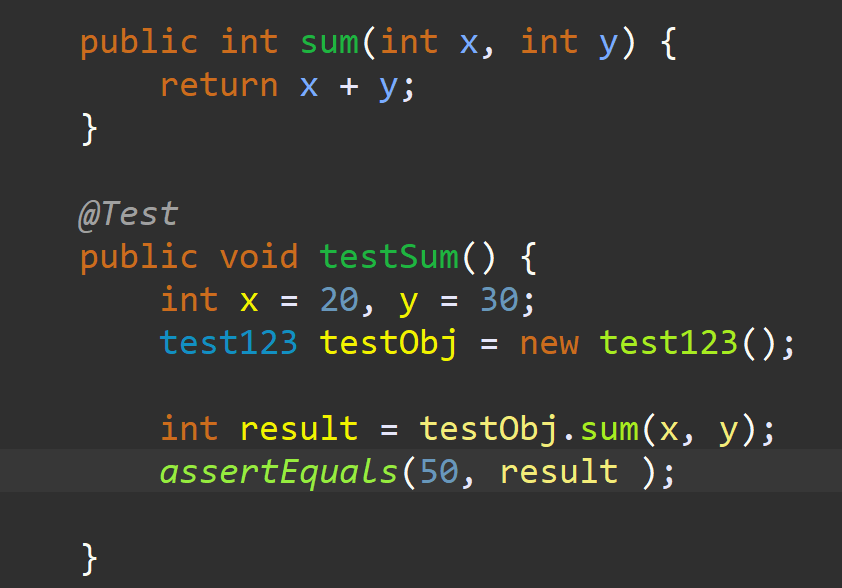 public int sum(int x, int y) {
return x + y;
}
@Test
public void testSum() {
int x = 20, y = 30;
test123 testObj = new test123();
int result = testObj.sum(x, y);
assertEquals(50, result );
}